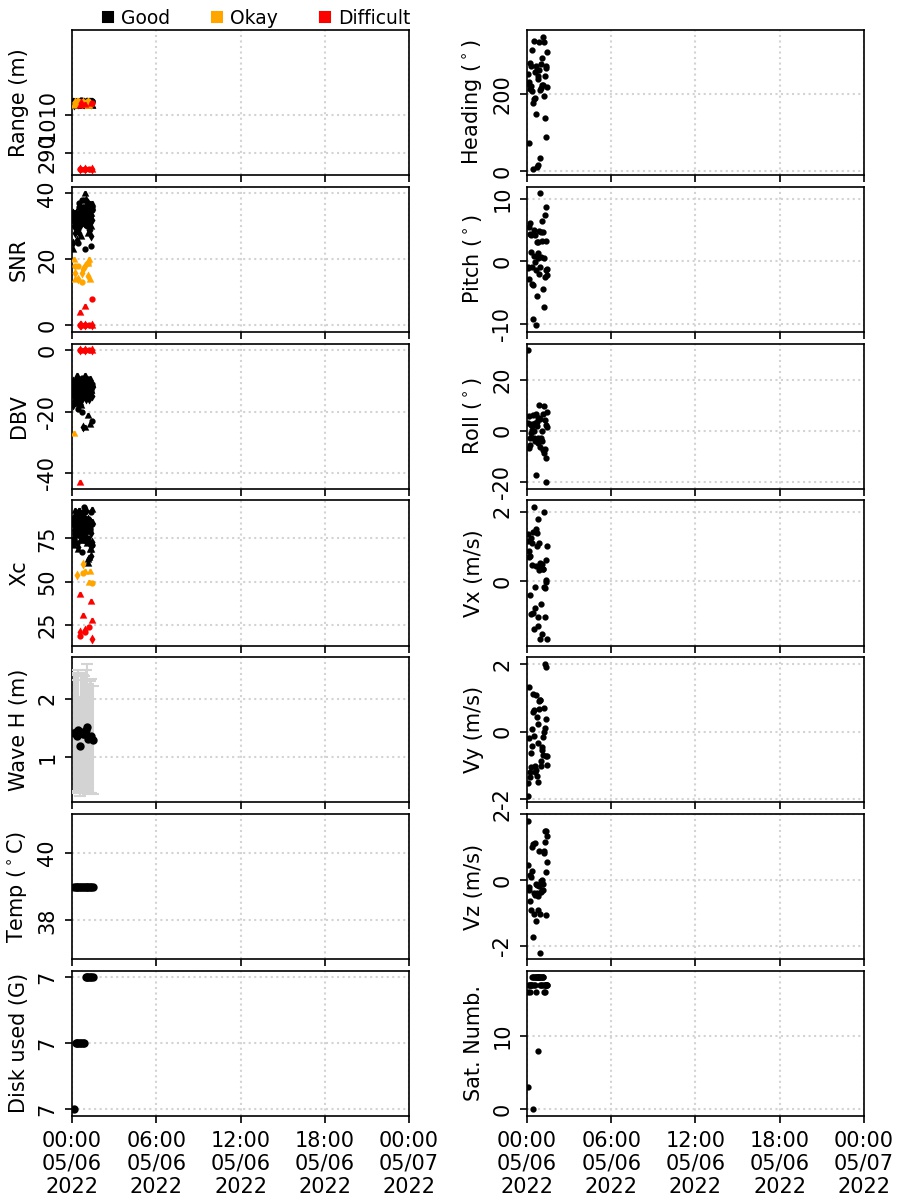 Good Okay Difficult
Range (m)
1010
290
SNR
40
20
0
DBV
0
-20
-40
Xc
75
50
25
Wave H (m)
2
1
Temp (°C)
40
38
Disk used (G)
7
7
7
00:00 06:00 12:00 18:00 00:00
05/06 05/06 05/06 05/06 05/07
2022 2022 2022 2022 2022
Heading (°)
200
0
Pitch (°)
10
0
-10
Roll (°)
20
0
-20
Vx (m/s)
2
0
Vy (m/s)
2
0
-2
Vz (m/s)
2
0
-2
Sat. Numb.
10
0
00:00 06:00 12:00 18:00 00:00
05/06 05/06 05/06 05/06 05/07
2022 2022 2022 2022 2022